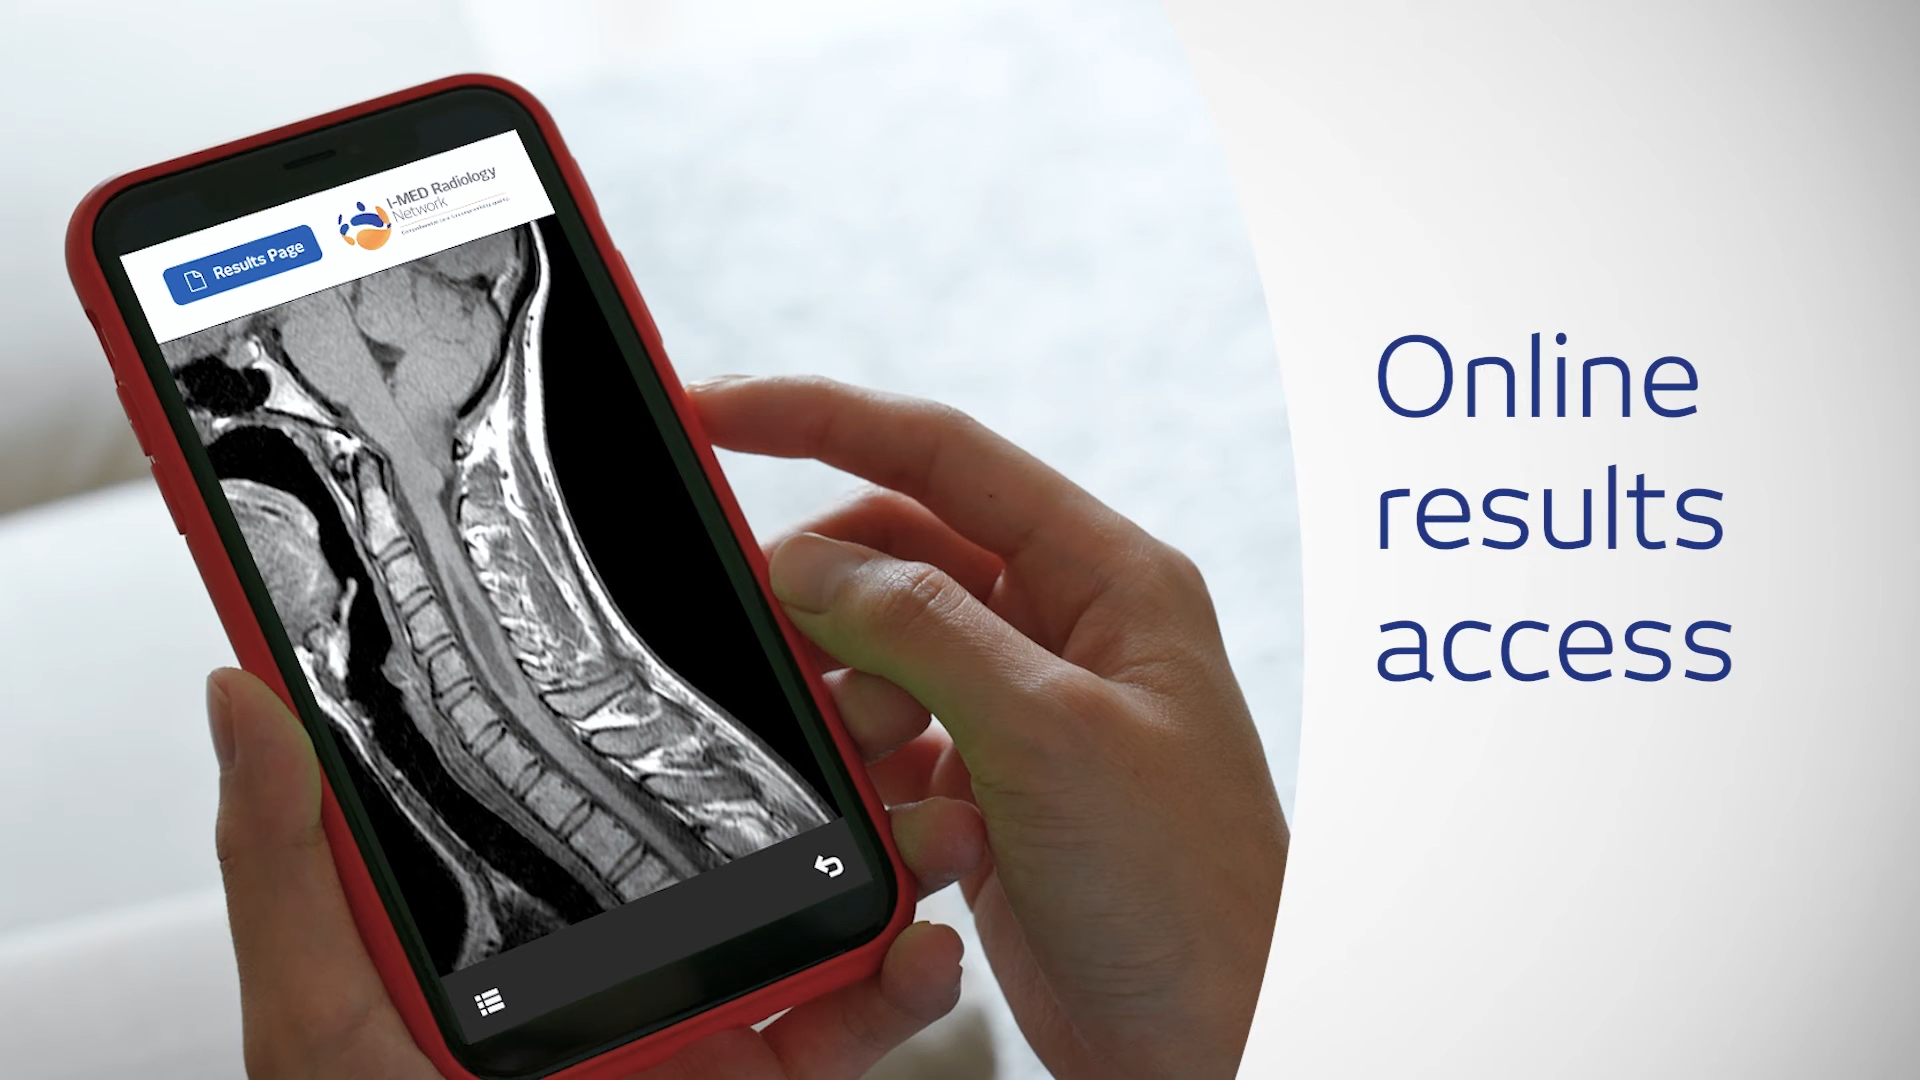 I-MED Radiology
Network
Results Page
Online
results
access